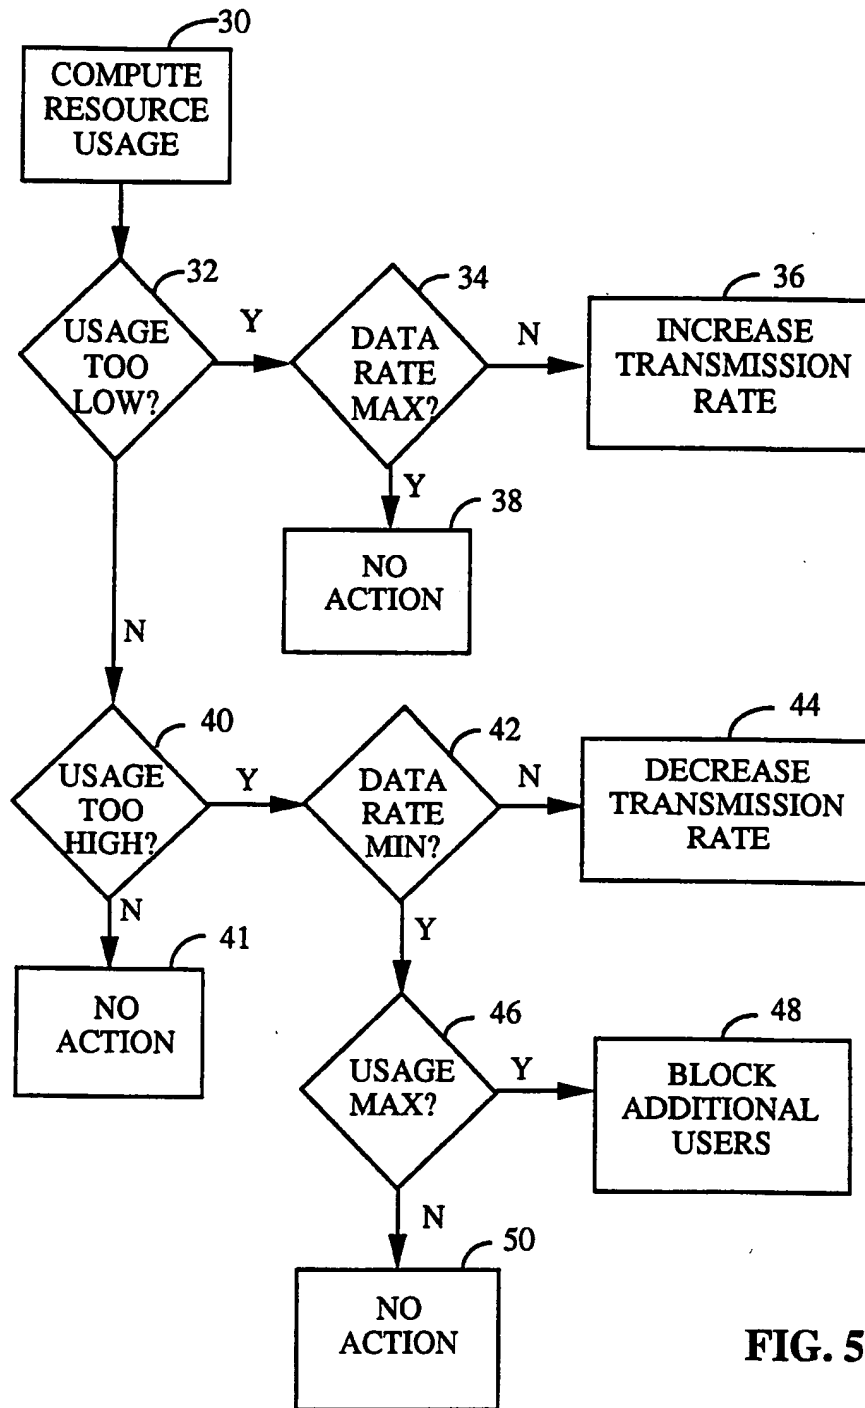 30
COMPUTE
RESOURCE
USAGE
32
USAGE
TOO
LOW?
Y
34
DATA
RATE
MAX?
N
36
INCREASE
TRANSMISSION
RATE
Y
38
NO
ACTION
N
40
USAGE
TOO
HIGH?
Y
42
DATA
RATE
MIN?
N
44
DECREASE
TRANSMISSION
RATE
N
41
NO
ACTION
Y
46
USAGE
MAX?
Y
48
BLOCK
ADDITIONAL
USERS
N
50
NO
ACTION
FIG. 5